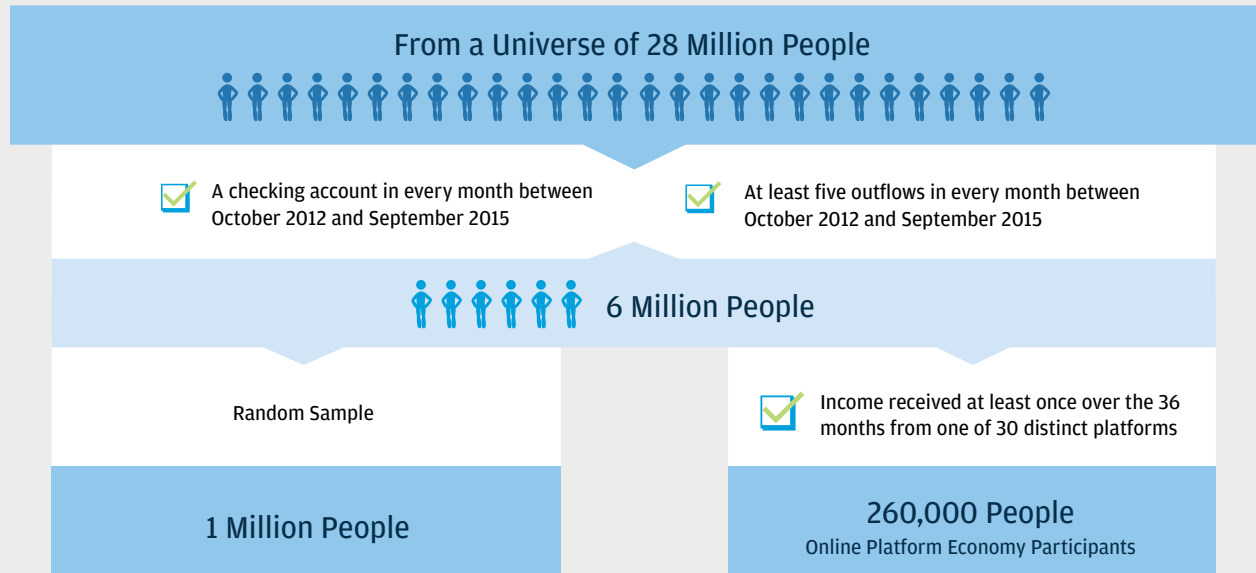 From a Universe of 28 Million People
A checking account in every month between
October 2012 and September 2015
At least five outflows in every month between
October 2012 and September 2015
6 Million People
Random Sample
Income received at least once over the 36
months from one of 30 distinct platforms
1 Million People
260,000 People
Online Platform Economy Participants